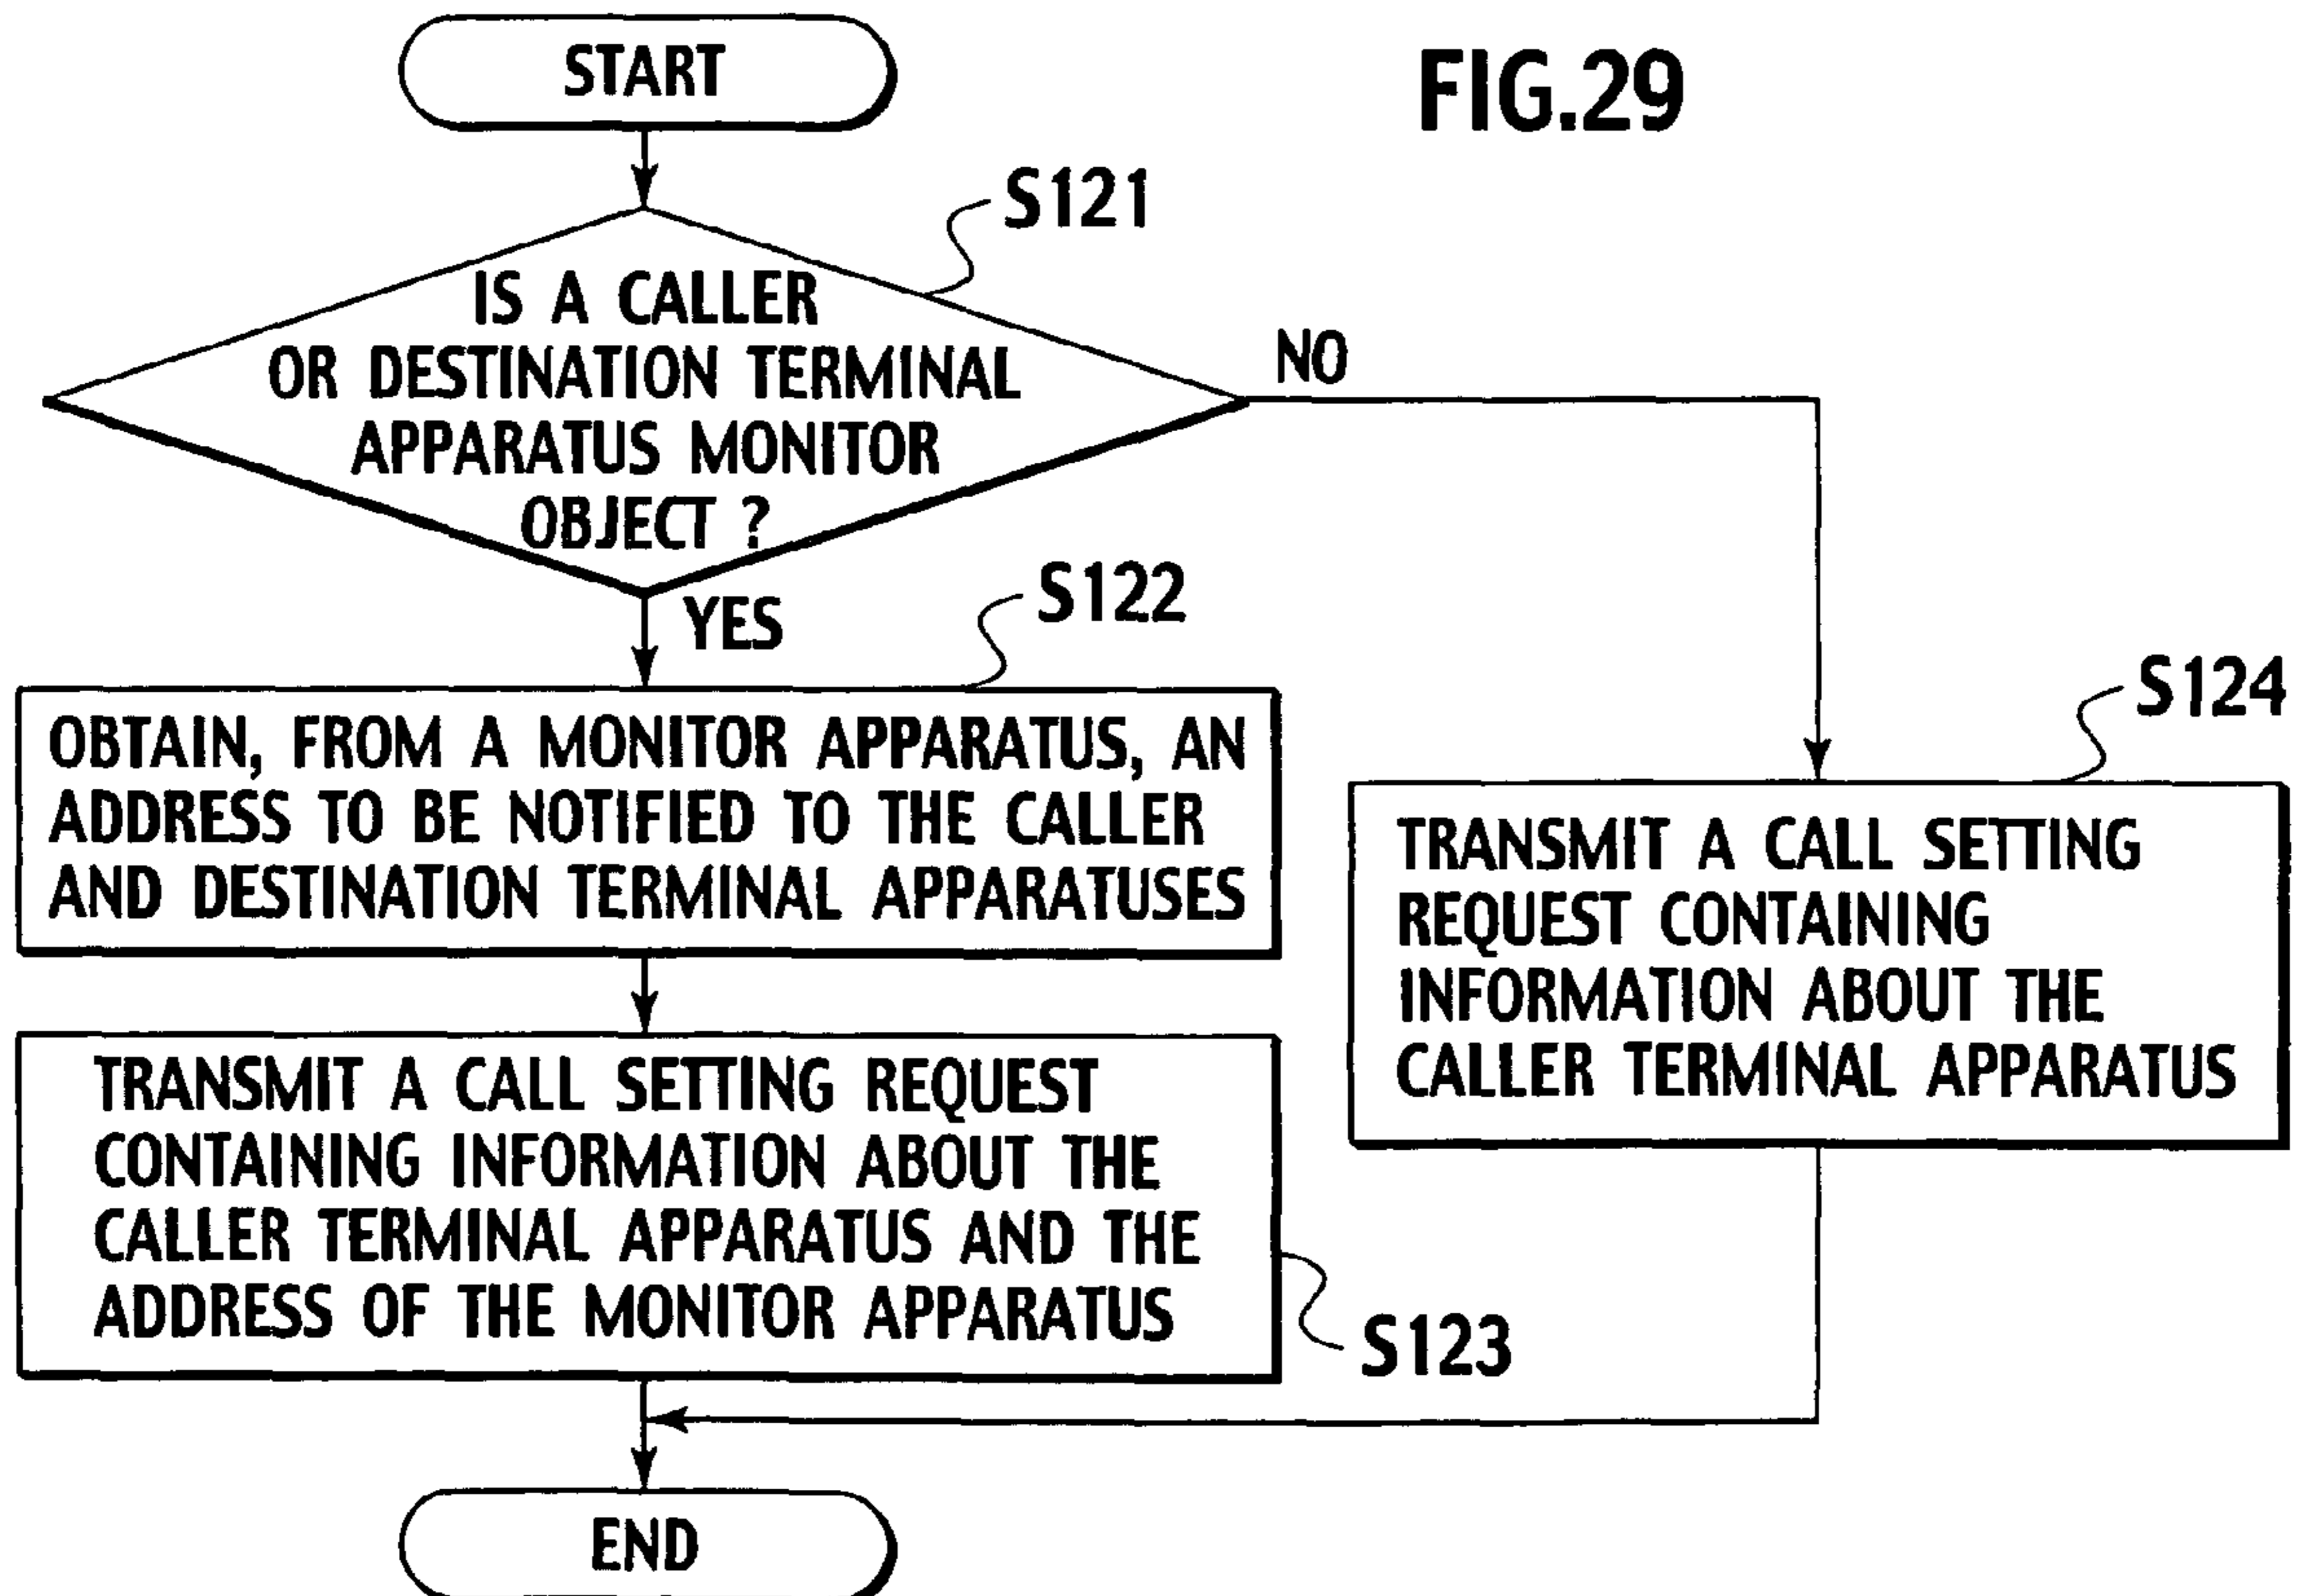 START
FIG.29
S121
IS A CALLER
OR DESTINATION TERMINAL
APPARATUS MONITOR
OBJECT ?
NO
YES
S122
OBTAIN, FROM A MONITOR APPARATUS, AN
ADDRESS TO BE NOTIFIED TO THE CALLER
AND DESTINATION TERMINAL APPARATUSES
S124
TRANSMIT A CALL SETTING
REQUEST CONTAINING
INFORMATION ABOUT THE
CALLER TERMINAL APPARATUS
TRANSMIT A CALL SETTING REQUEST
CONTAINING INFORMATION ABOUT THE
CALLER TERMINAL APPARATUS AND THE
ADDRESS OF THE MONITOR APPARATUS
S123
END